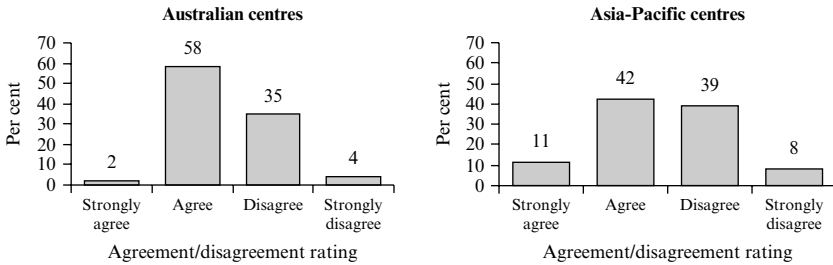 Australian centres
Per cent
70
60
50
40
30
20
10
0
2
58
35
4
Strongly agree
Agree
Disagree
Strongly disagree
Agreement/disagreement rating
Asia-Pacific centres
Per cent
70
60
50
40
30
20
10
0
11
42
39
8
Strongly agree
Agree
Disagree
Strongly disagree
Agreement/disagreement rating